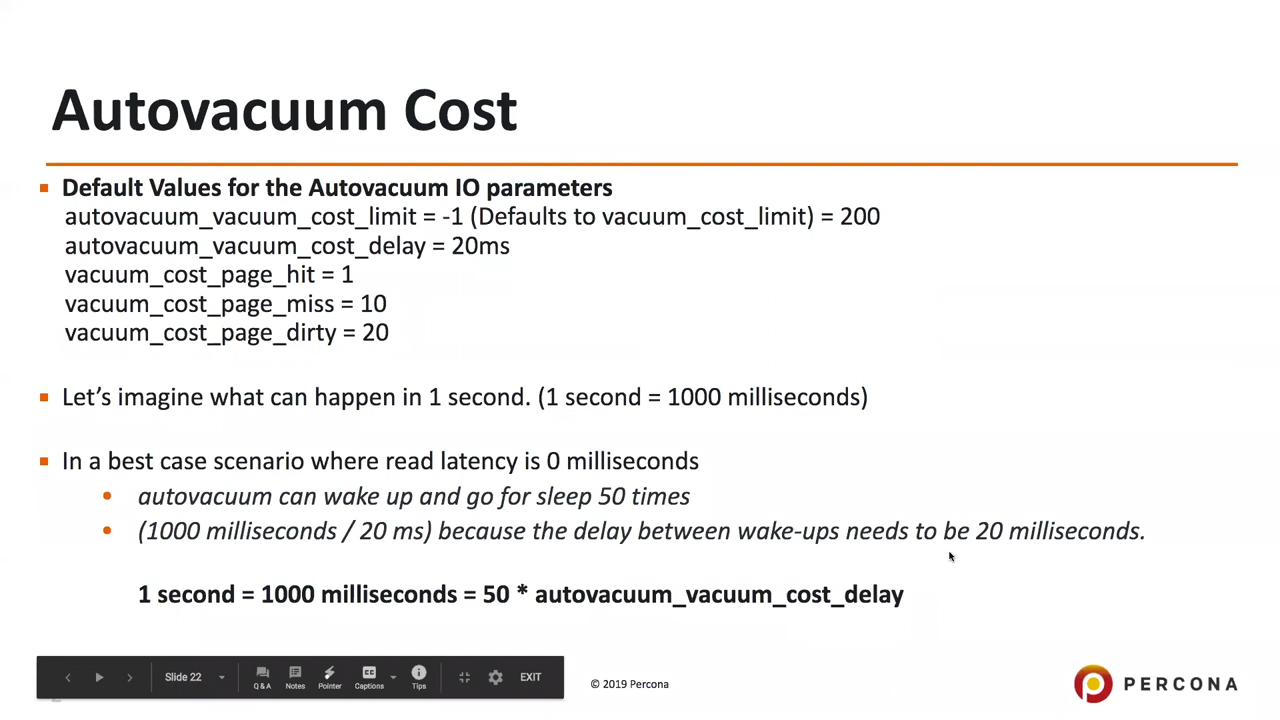 Autovacuum Cost
Default Values for the Autovacuum IO parameters
autovacuum_vacuum_cost_limit = -1 (Defaults to vacuum_cost_limit) = 200
autovacuum_vacuum_cost_delay = 20ms
vacuum_cost_page_hit = 1
vacuum_cost_page_miss = 10
vacuum_cost_page_dirty = 20
Let’s imagine what can happen in 1 second. (1 second = 1000 milliseconds)
In a best case scenario where read latency is 0 milliseconds
autovacuum can wake up and go for sleep 50 times
(1000 milliseconds / 20 ms) because the delay between wake-ups needs to be 20 milliseconds.
1 second = 1000 milliseconds = 50 * autovacuum_vacuum_cost_delay
Slide 22
Q & A
Notes
Pointer
CC
Captions
Tips
EXIT
© 2019 Percona
PERCONA